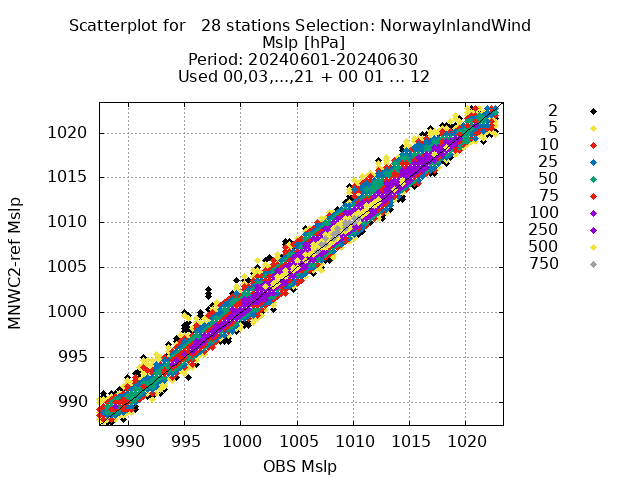 Scatterplot for   28 stations Selection: NorwayInlandWind
Mslp [hPa]
Period: 20240601-20240630
Used 00,03,...,21 + 00 01 ... 12
2
5
10
25
50
75
100
250
500
750
MNWC2-ref Mslp
1020
1015
1010
1005
1000
995
990
990 995 1000 1005 1010 1015 1020
OBS Mslp